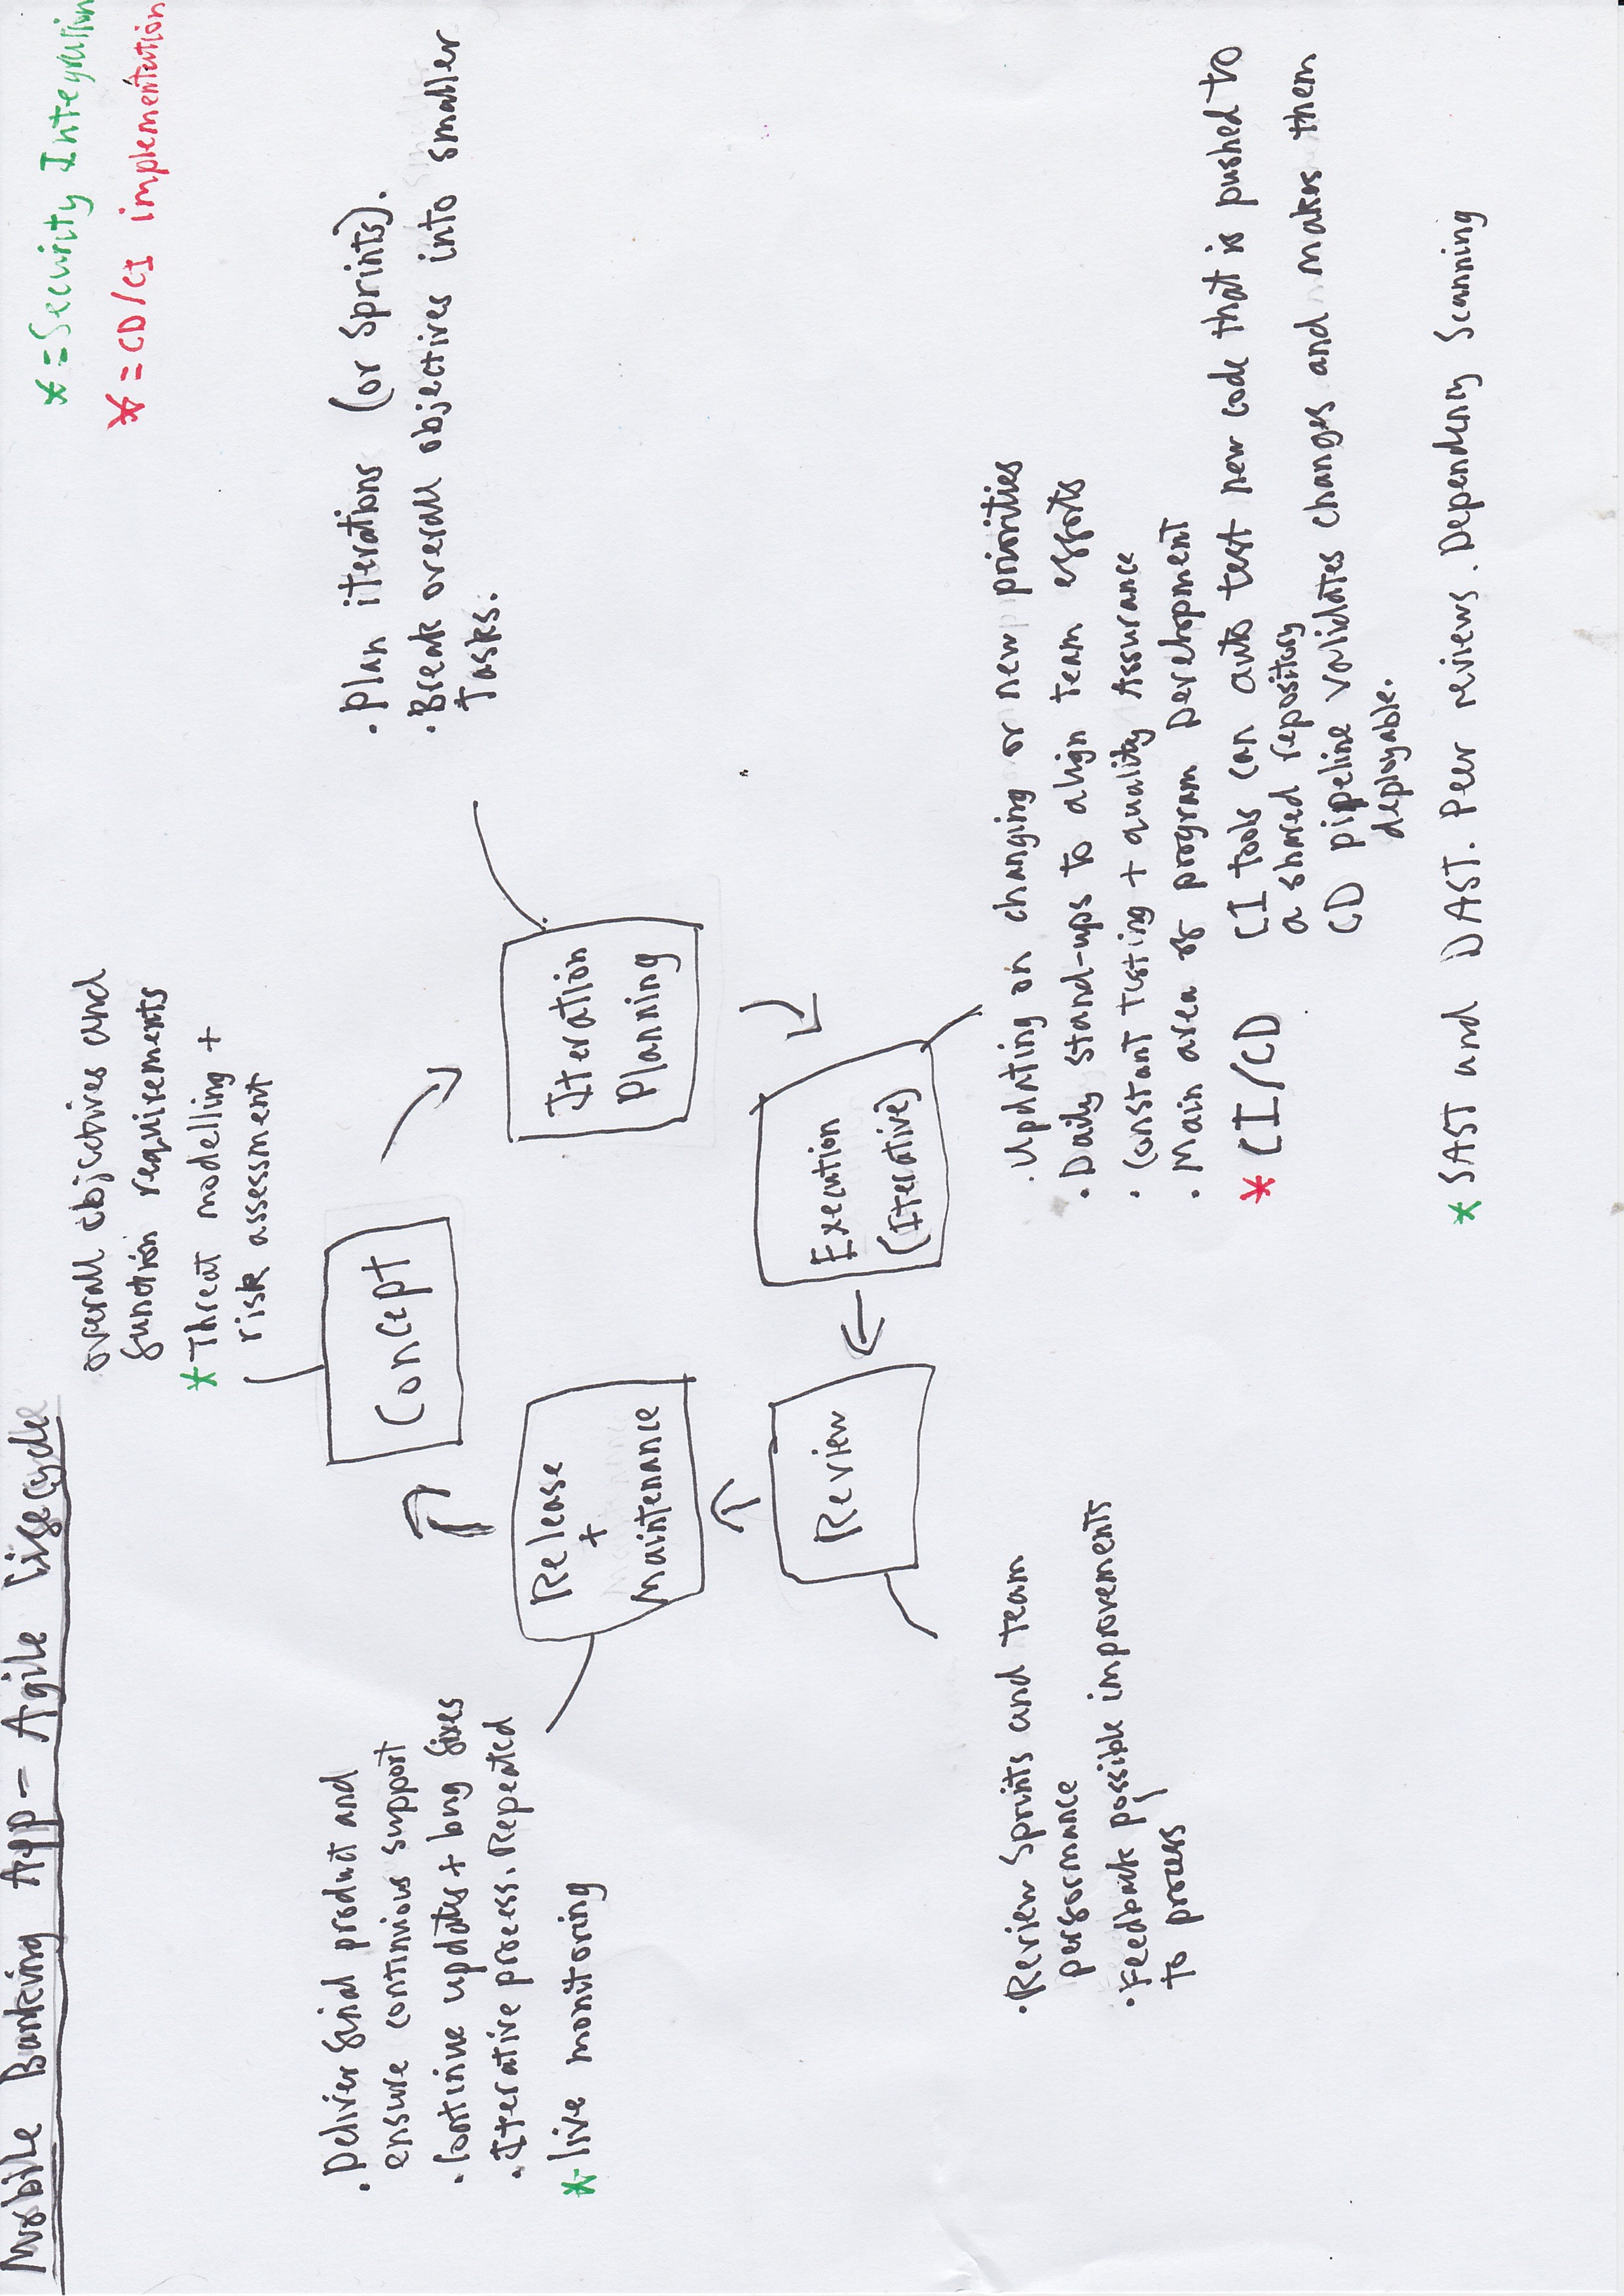 Mobile Banking App - Agile Lifecycle
* = Security Integration
* = CD/CI implementation
overall objectives and
function requirements
* Threat modelling +
risk assessment
Concept
. Deliver final product and
ensure continuious support
. Continue updates + bug fixes
. Iterative process. Repeated
* live monitoring
Release
+
Maintenance
. Plan iterations (or Sprints).
. Break overall objectives into smaller
Tasks.
Iteration
Planning
Execution
(Iterative)
Review
. Review Sprints and team
performance
. Feedback possible improvements
to process
. Updating on changing or new priorities
. Daily stand-ups to align team efforts
. Constant testing + quality Assurance
. Main area of program Development
* CI/CD CI tools can auto test new code that is pushed to
a shared repository
CD pipeline validates changes and makes them
deployable.
* SAST and DAST. Peer reviews. Dependency Scanning